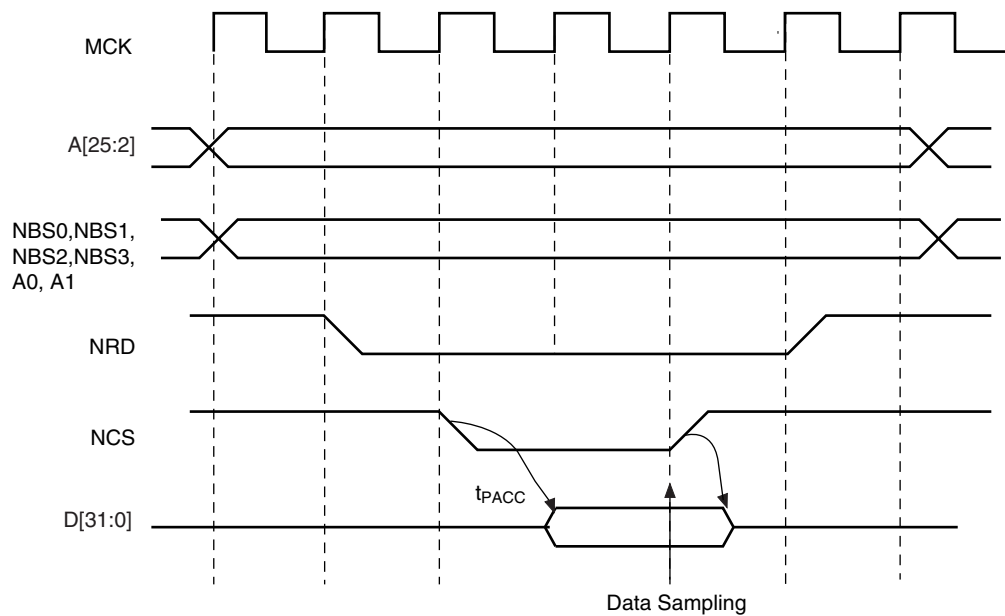 MCK
A[25:2]
NBS0,NBS1,
NBS2,NBS3,
A0, A1
NRD
NCS
tPACC
D[31:0]
Data Sampling